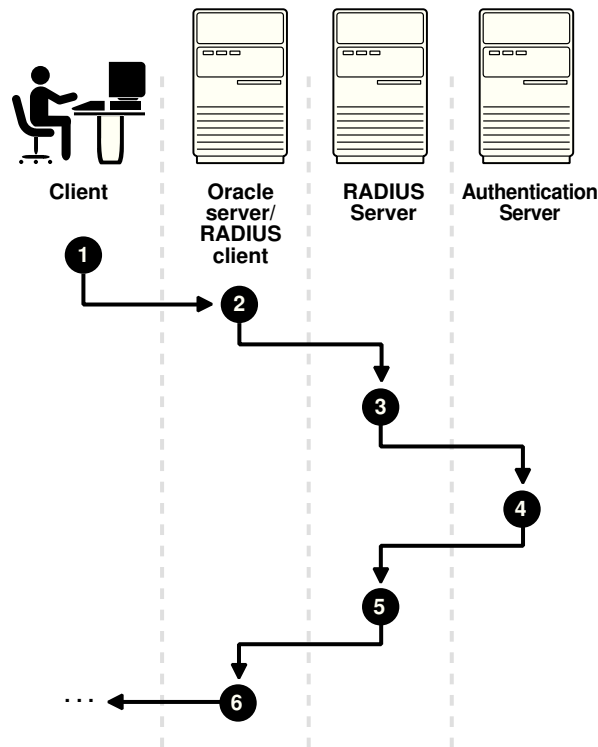 Client
Oracle
server/
RADIUS
client
RADIUS
Server
Authentication
Server
1
2
3
4
5
6
...